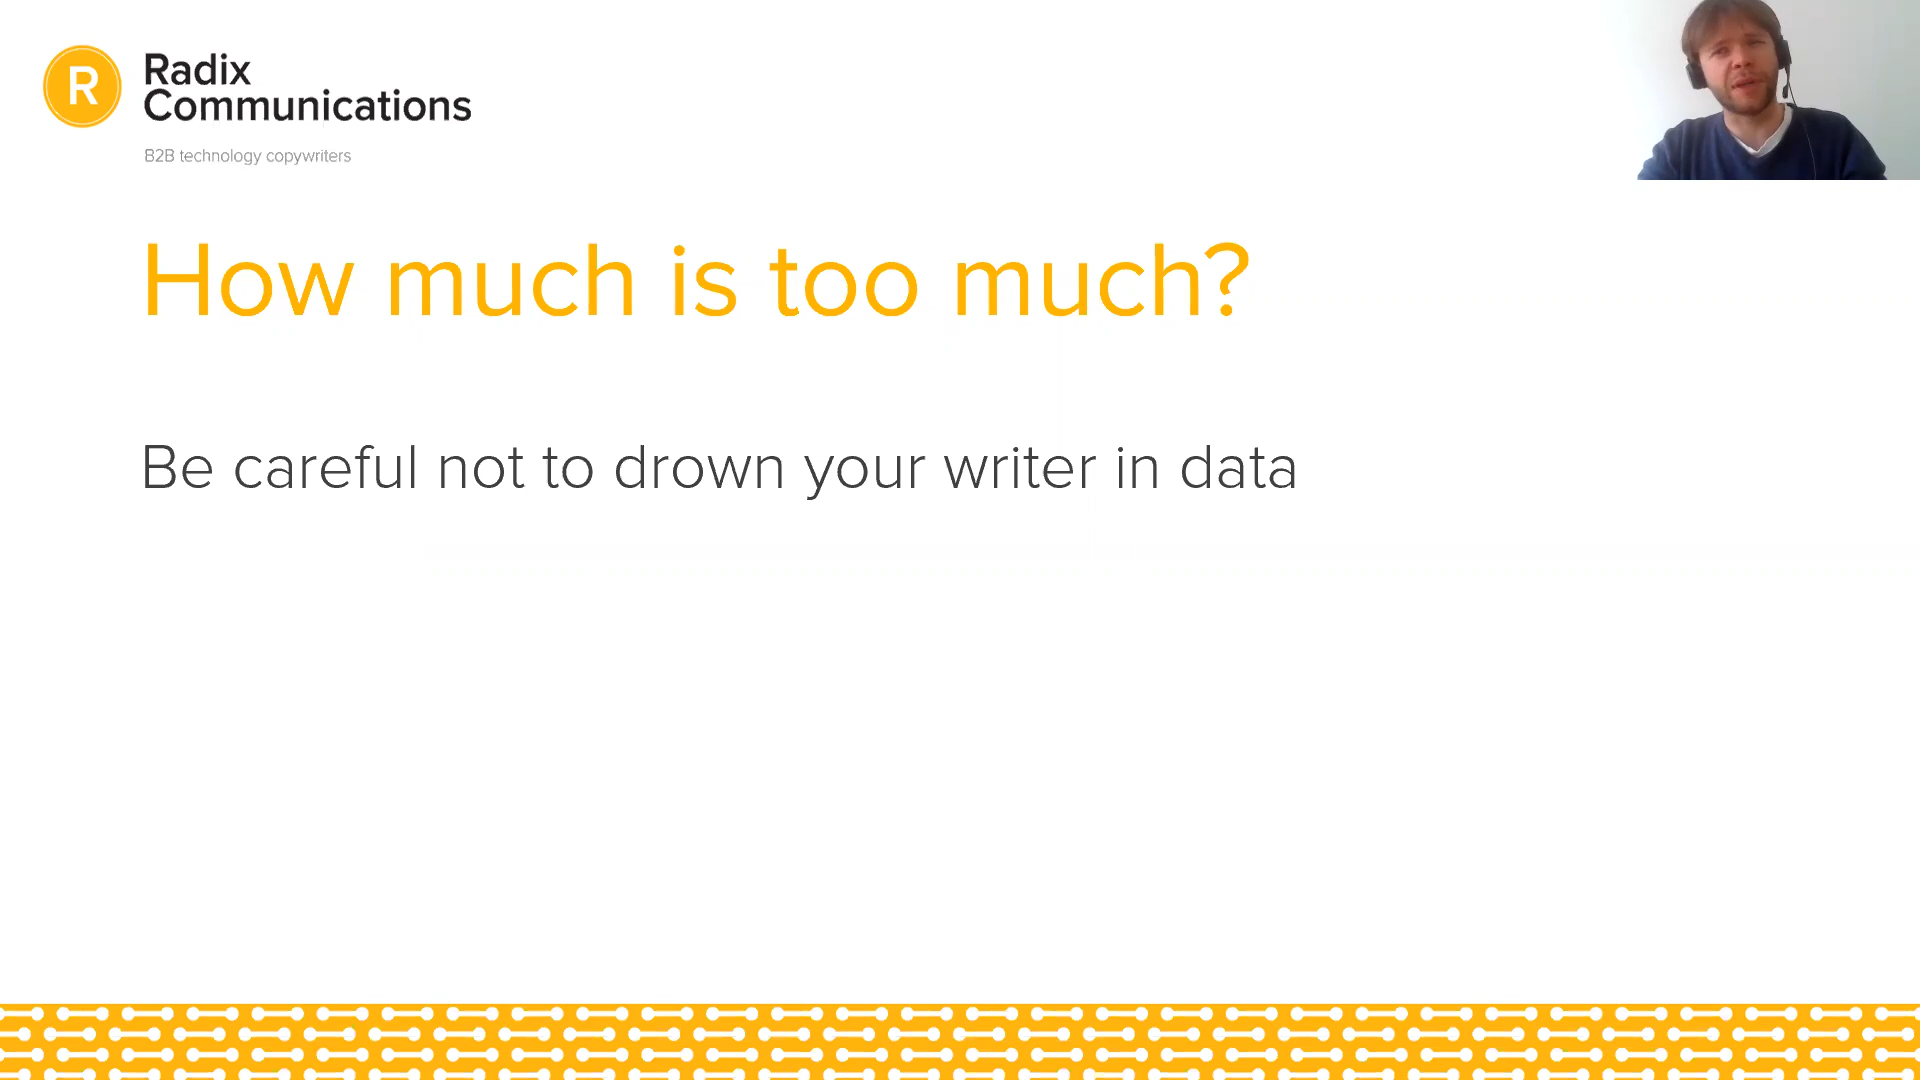 R
Radix
Communications
B2B technology copywriters
How much is too much?
Be careful not to drown your writer in data